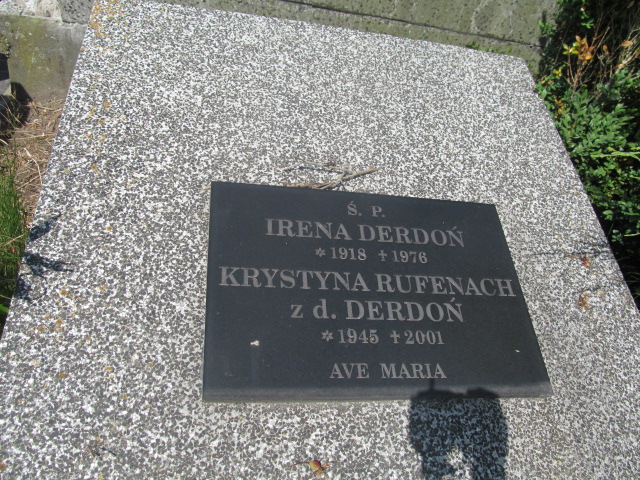 Ś. P.
IRENA DERDOŃ
*1918 +1976
KRYSTYNA RUFENACH
z d. DERDOŃ
*1945 +2001
AVE MARIA